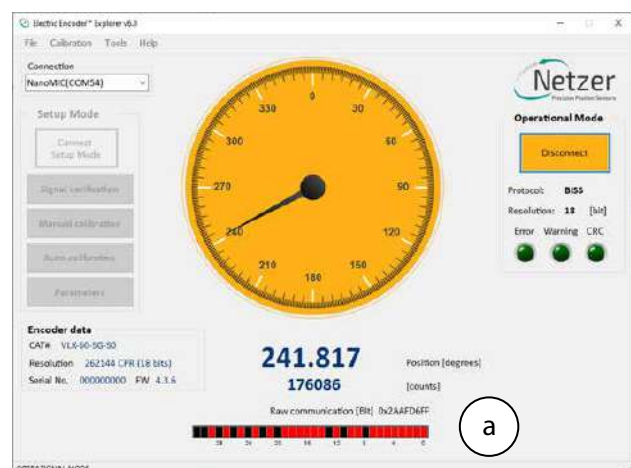 Electric Encoder™ Explorer v6.3
File Calibration Tools Help
Connection
NanoMIC(COM54)
Setup Mode
Connect
Setup Mode
Signal verification
Manual calibration
Auto calibration
Parameters
0
30
60
90
120
150
180
210
240
270
300
330
Netzer
Precision Position Sensors
Operational Mode
Disconnect
Protocol: BiSS
Resolution: 18 [bit]
Error Warning CRC
Encoder data
CAT# VLX-60-SG-S0
Resolution 262144 CPR (18 bits)
Serial No. 000000000 FW 4.3.6
241.817 Position [degrees]
176086 [counts]
Raw communication [Bit] 0x2AAFD6FF
a
OPERATIONAL MODE